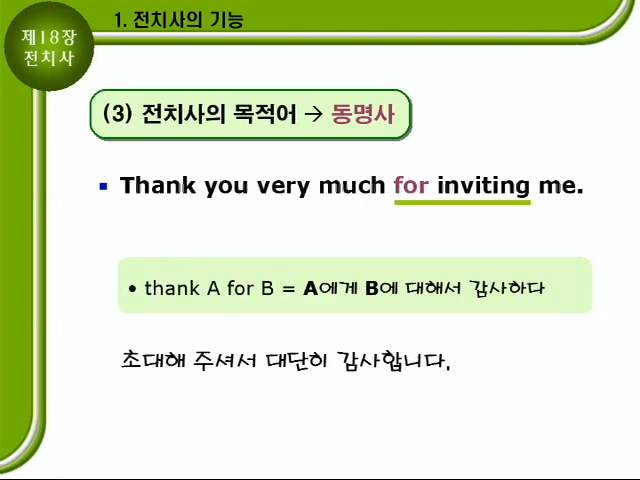 제18장
전치사
1. 전치사의 기능
(3) 전치사의 목적어 → 동명사
▪ Thank you very much for inviting me.
• thank A for B = A에게 B에 대해서 감사하다
초대해 주셔서 대단히 감사합니다.